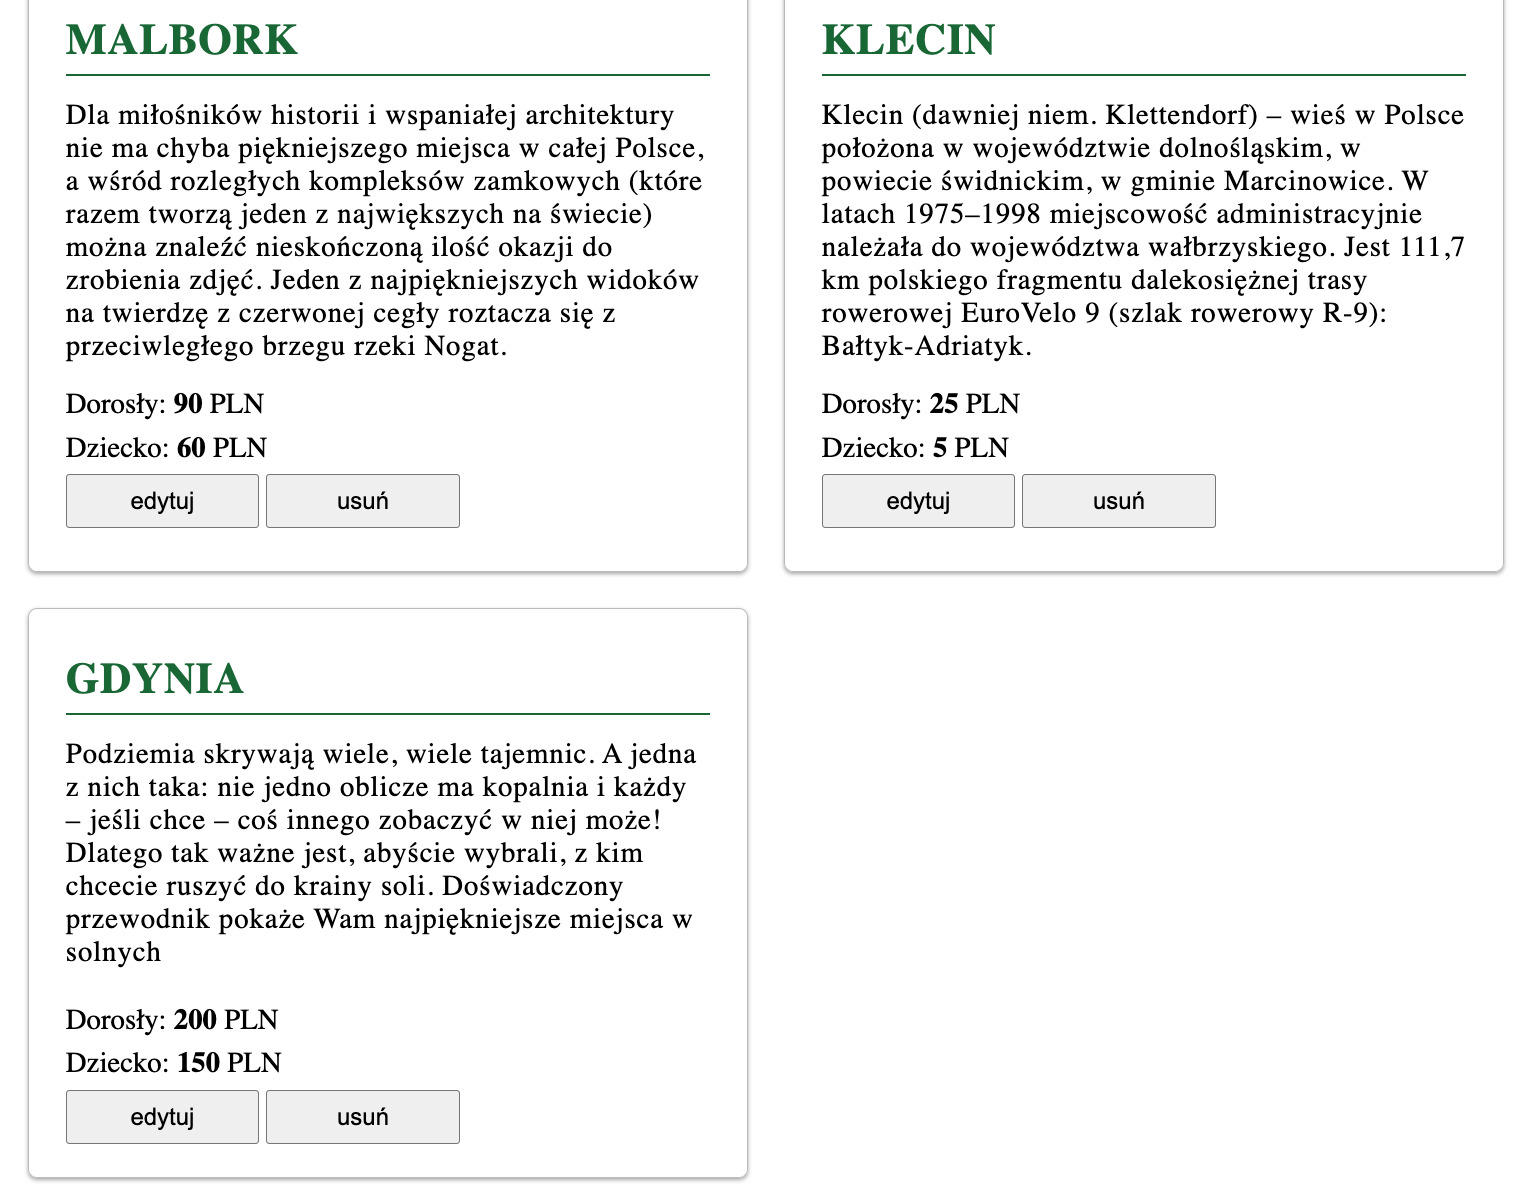 MALBORK
Dla miłośników historii i wspaniałej architektury
nie ma chyba piękniejszego miejsca w całej Polsce,
a wśród rozległych kompleksów zamkowych (które
razem tworzą jeden z największych na świecie)
można znaleźć nieskończoną ilość okazji do
zrobienia zdjęć. Jeden z najpiękniejszych widoków
na twierdzę z czerwonej cegły roztacza się z
przeciwległego brzegu rzeki Nogat.
Dorosły: 90 PLN
Dziecko: 60 PLN
edytuj usuń
KLECIN
Klecin (dawniej niem. Klettendorf) – wieś w Polsce
położona w województwie dolnośląskim, w
powiecie świdnickim, w gminie Marcinowice. W
latach 1975–1998 miejscowość administracyjnie
należała do województwa wałbrzyskiego. Jest 111,7
km polskiego fragmentu dalekosiężnej trasy
rowerowej EuroVelo 9 (szlak rowerowy R-9):
Bałtyk-Adriatyk.
Dorosły: 25 PLN
Dziecko: 5 PLN
edytuj usuń
GDYNIA
Podziemia skrywają wiele, wiele tajemnic. A jedna
z nich taka: nie jedno oblicze ma kopalnia i każdy
– jeśli chce – coś innego zobaczyć w niej może!
Dlatego tak ważne jest, abyście wybrali, z kim
chcecie ruszyć do krainy soli. Doświadczony
przewodnik pokaże Wam najpiękniejsze miejsca w
solnych
Dorosły: 200 PLN
Dziecko: 150 PLN
edytuj usuń